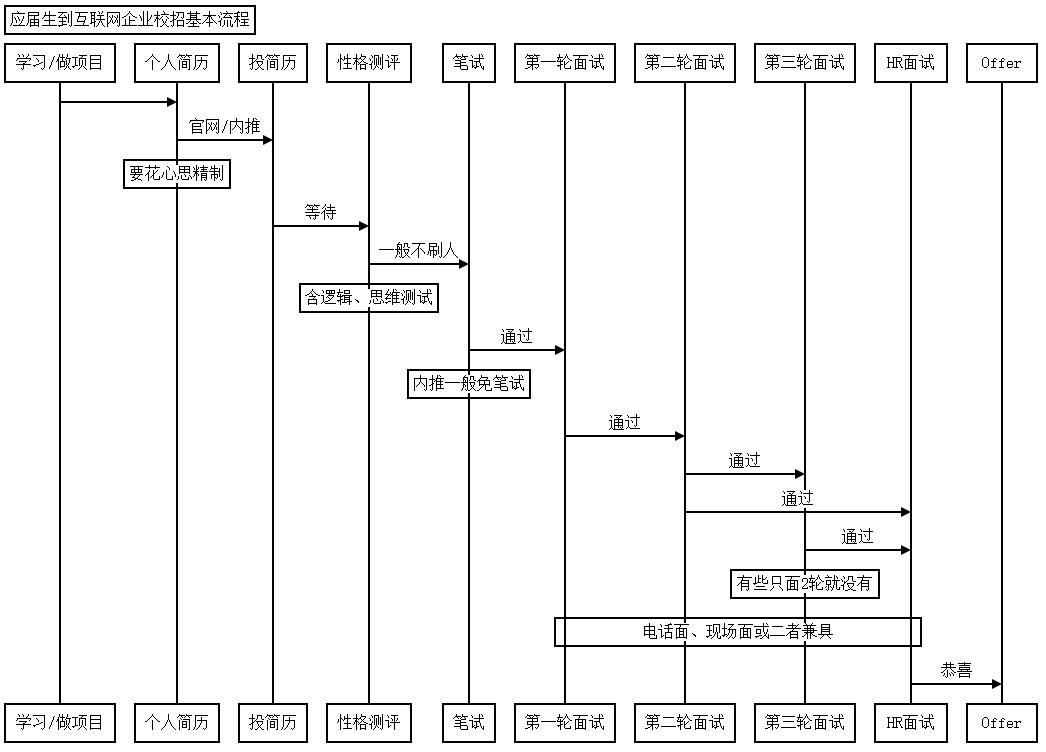 应届生到互联网企业校招基本流程
学习/做项目 个人简历 投简历 性格测评 笔试 第一轮面试 第二轮面试 第三轮面试 HR面试 Offer
官网/内推
要花心思精制
等待
一般不刷人
含逻辑、思维测试
通过
内推一般免笔试
通过
通过
通过
通过
有些只面2轮就没有
电话面、现场面或二者兼具
恭喜
学习/做项目 个人简历 投简历 性格测评 笔试 第一轮面试 第二轮面试 第三轮面试 HR面试 Offer